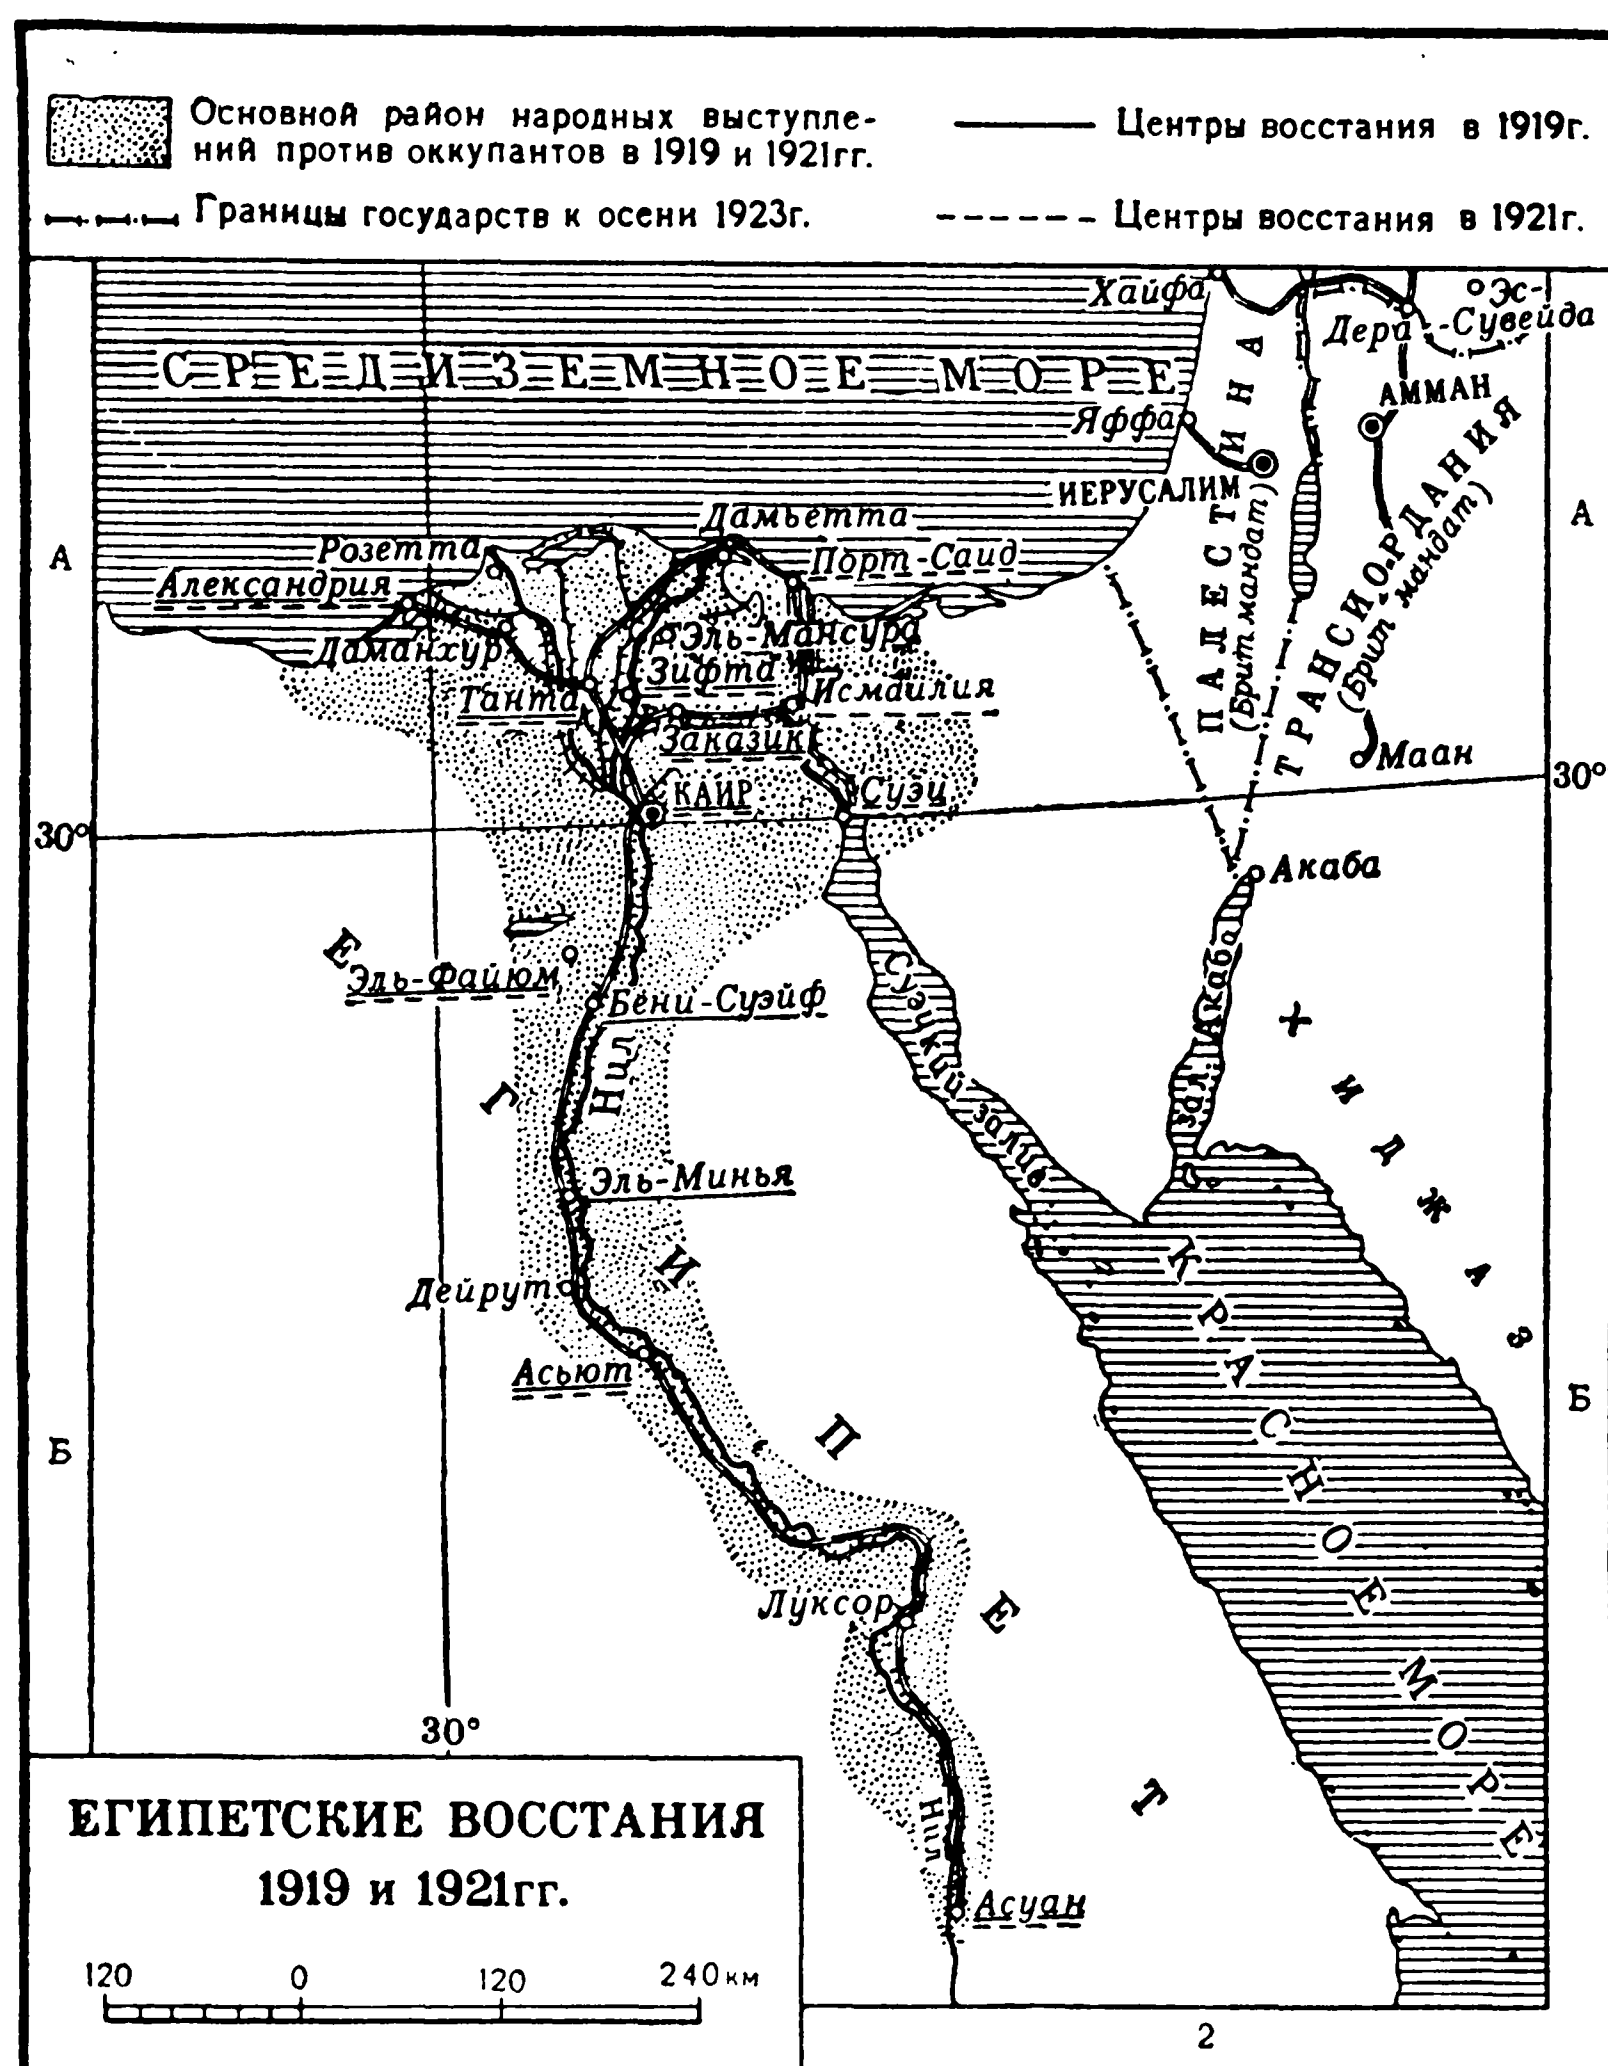 Основной район народных выступле-
ний против оккупантов в 1919 и 1921гг.
Границы государств к осени 1923г.
Центры восстания в 1919г.
Центры восстания в 1921г.
Хайфа
Эс-
-Сувейда
Дера
СРЕДИЗЕМНОЕ МОРЕ
АММАН
Яффа
ИЕРУСАЛИМ
ПАЛЕСТИНА
(Брит мандат)
ТРАНСИОРДАНИЯ
(Брит мандат)
А
А
Дамьетта
Розетта
Порт-Саид
Александрия
Даманхур
Эль-Мансура
Зифта
Танта
Исмаилия
Заказик
Маан
КАИР
Суэц
30°
30°
Акаба
ЕГИПЕТ
Эль-Файюм
Бени-Суэйф
Нил
Суэцкий залив
зал Акаба
ХИДЖАЗ
Эль-Минья
Дейрут
Асьют
КРАСНОЕ МОРЕ
Б
Б
Луксор
30°
Нил
Асуан
ЕГИПЕТСКИЕ ВОССТАНИЯ
1919 и 1921гг.
120 0 120 240 км
2